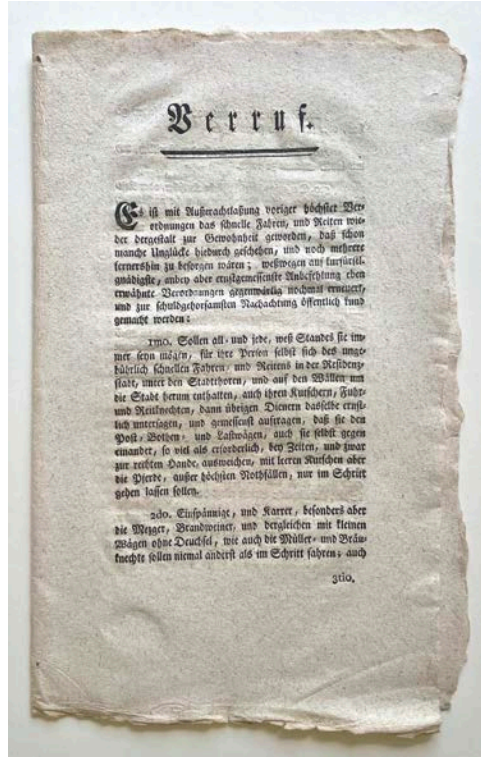 Verruf.
Es ist mit Außerachtlaßung voriger höchster Ver-
ordnungen das schnelle Fahren, und Reiten wie-
der dergestalt zur Gewohnheit geworden, daß schon
manche Unglücke hiedurch geschehen, und noch mehrere
fernershin zu besorgen wären; weßwegen auf kurfürstl.
gnädigste, anbey aber ernstgemessenste Anbefehlung eben
erwähnte Verordnungen gegenwärtig nochmal erneuert,
und zur schuldgehorsamsten Nachachtung öffentlich kund
gemacht werden:
1mo. Sollen all- und jede, weß Standes sie im-
mer seyn mögen, für ihre Person selbst sich des unge-
bührlich schnellen Fahren, und Reitens in der Residenz-
stadt, unter den Stadtthoren, und auf den Wällen um
die Stadt herum enthalten, auch ihren Kutschern, Fuhr-
und Reitknechten, dann übrigen Dienern dasselbe ernst-
lich untersagen, und gemessenst auftragen, daß sie den
Post- Bothen- und Lastwägen, auch sie selbst gegen
einander, so viel als erforderlich, bey Zeiten, und zwar
zur rechten Hande, ausweichen, mit leeren Kutschen aber
die Pferde, außer höchsten Nothfällen, nur im Schritt
gehen lassen sollen.
2do. Einspännige, und Karrer, besonders aber
die Mezger, Brandweiner, und dergleichen mit kleinen
Wägen ohne Deuchsel, wie auch die Müller- und Bräu-
knechte sollen niemal anderst als im Schritt fahren; auch
3tio.